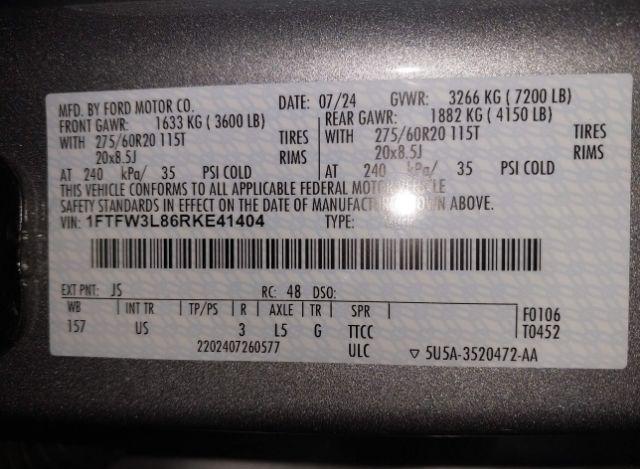 MFD. BY FORD MOTOR CO. DATE: 07/24 GVWR: 3266 KG ( 7200 LB)
FRONT GAWR: 1633 KG ( 3600 LB) REAR GAWR: 1882 KG ( 4150 LB)
WITH 275/60R20 115T TIRES WITH 275/60R20 115T TIRES
20x8.5J RIMS 20x8.5J RIMS
AT 240 kPa/ 35 PSI COLD AT 240 kPa/ 35 PSI COLD
THIS VEHICLE CONFORMS TO ALL APPLICABLE FEDERAL MOTOR VEHICLE
SAFETY STANDARDS IN EFFECT ON THE DATE OF MANUFACTURE SHOWN ABOVE.
VIN: 1FTFW3L86RKE41404 TYPE:
EXT PNT: JS RC: 48 DSO:
WB INT TR TP/PS R AXLE TR SPR F0106
157 US 3 L5 G TTCC T0452
2202407260577 ULC ▽ 5U5A-3520472-AA